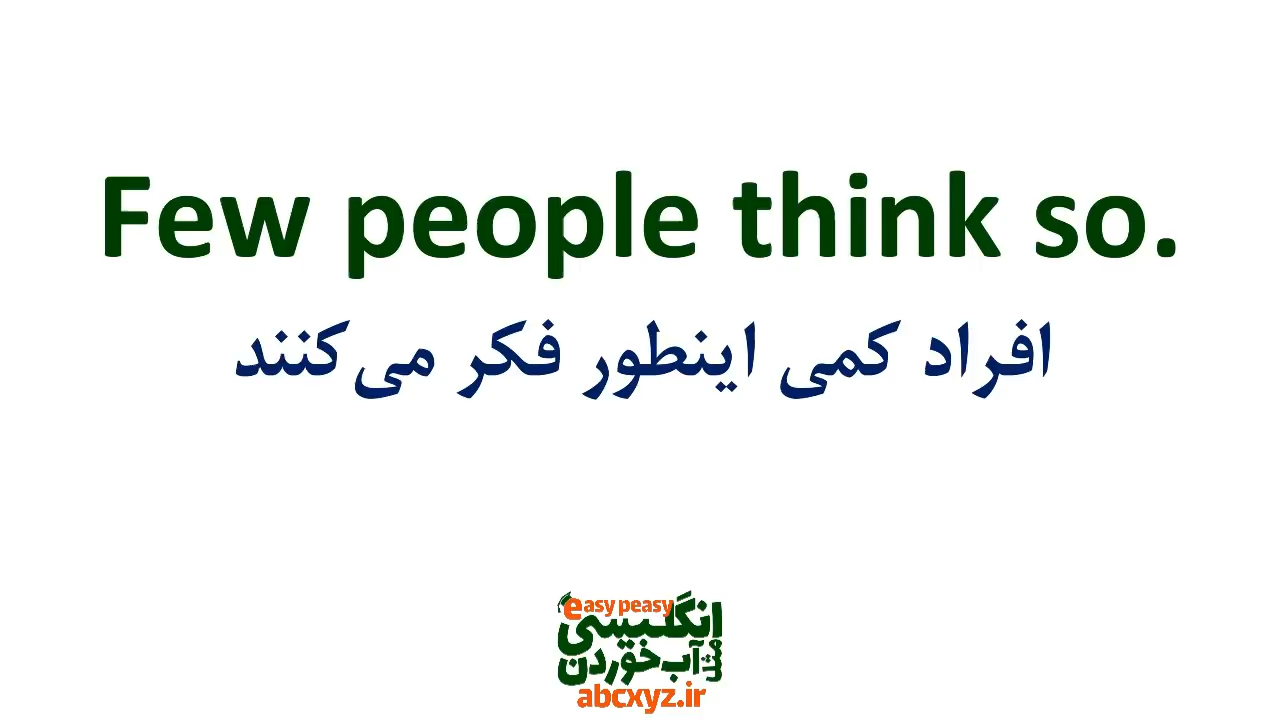 Few people think so.
افراد کمی اینطور فکر می‌کنند
easy peasy
انگلیسی
مثل آب خوردن
abcxyz.ir